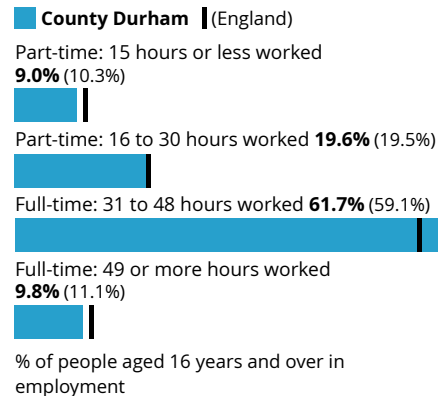 County Durham (England)
Part-time: 15 hours or less worked
9.0% (10.3%)
Part-time: 16 to 30 hours worked 19.6% (19.5%)
Full-time: 31 to 48 hours worked 61.7% (59.1%)
Full-time: 49 or more hours worked
9.8% (11.1%)
% of people aged 16 years and over in
employment